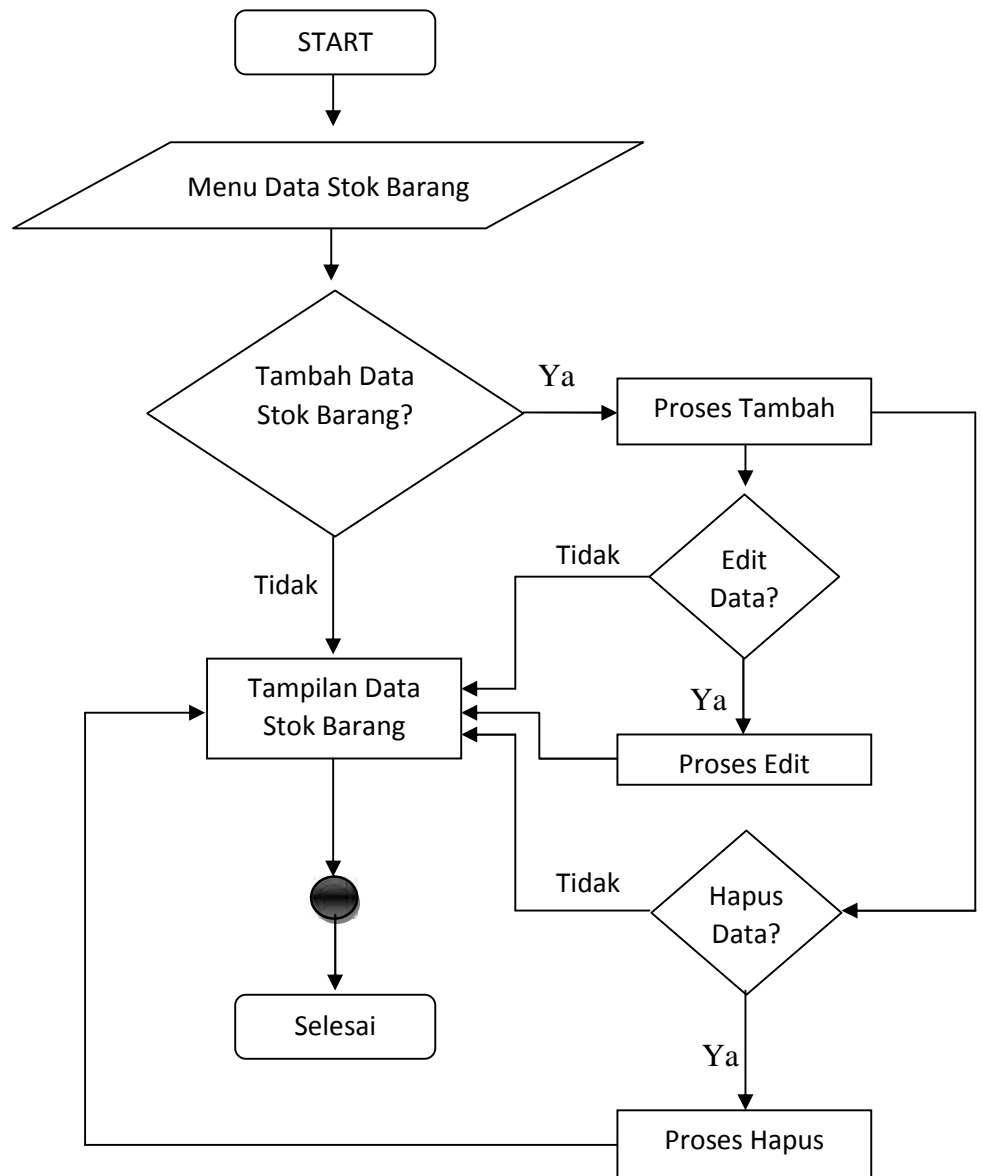 START
Menu Data Stok Barang
Tambah Data
Stok Barang?
Ya
Proses Tambah
Tidak
Edit
Data?
Tidak
Ya
Tampilan Data
Stok Barang
Proses Edit
Tidak
Hapus
Data?
Selesai
Ya
Proses Hapus